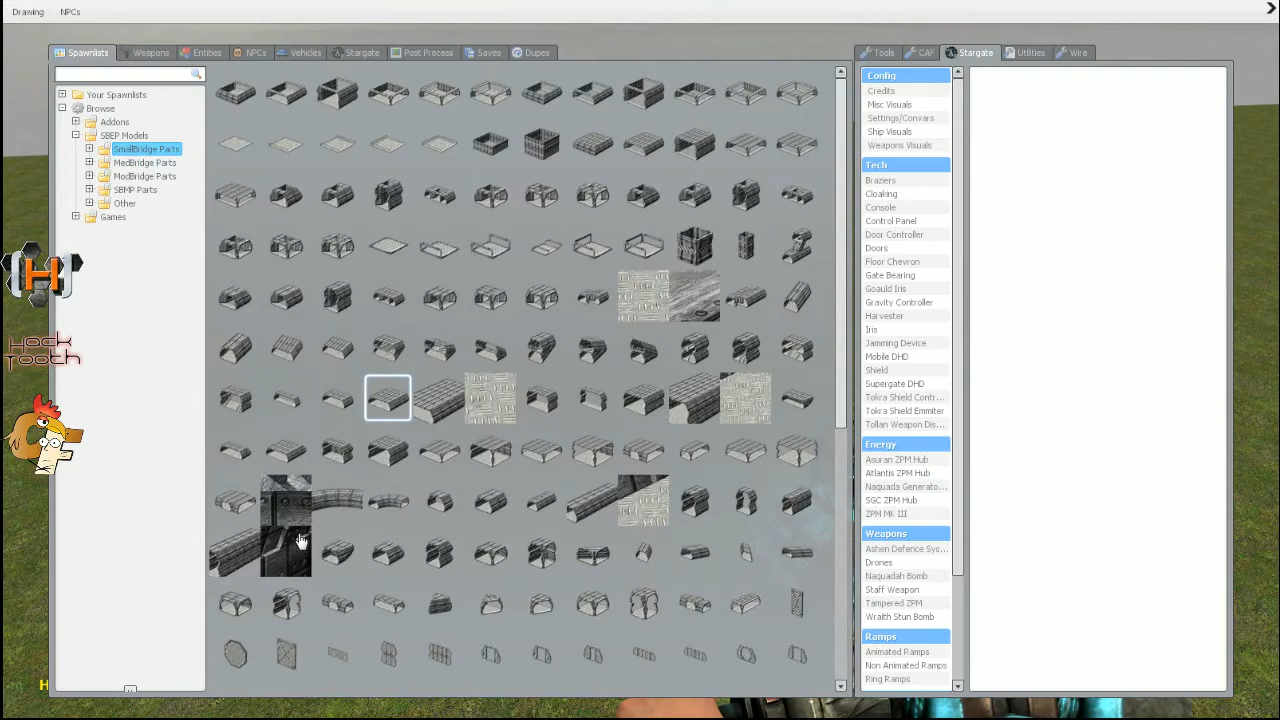 Drawing NPCs
Spawnlists Weapons Entities NPCs Vehicles Stargate Post Process Saves Dupes
Tools CAF Stargate Utilities Wire
Your Spawnlists
Browse
Addons
SBEP Models
SmallBridge Parts
MedBridge Parts
ModBridge Parts
SBMP Parts
Other
Games
Hock
Tooth
H
Config
Credits
Misc Visuals
Settings/Convars
Ship Visuals
Weapons Visuals
Tech
Braziers
Cloaking
Console
Control Panel
Door Controller
Doors
Floor Chevron
Gate Bearing
Goauld Iris
Gravity Controller
Harvester
Iris
Jamming Device
Mobile DHD
Shield
Supergate DHD
Tokra Shield Contr...
Tokra Shield Emmiter
Tollan Weapon Dis...
Energy
Asuran ZPM Hub
Atlantis ZPM Hub
Naquada Generato...
SGC ZPM Hub
ZPM MK III
Weapons
Ashen Defence Sys...
Drones
Naquadah Bomb
Staff Weapon
Tampered ZPM
Wraith Stun Bomb
Ramps
Animated Ramps
Non Animated Ramps
Ring Ramps